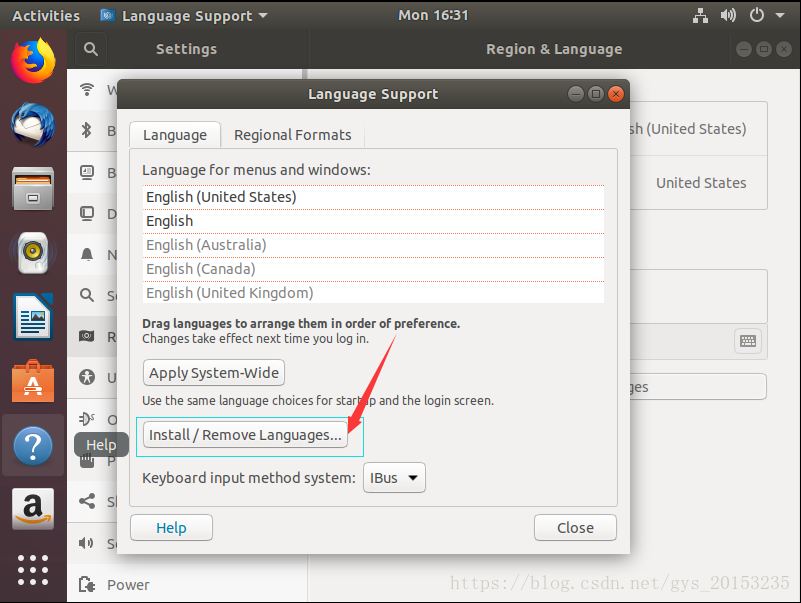 Activities
Language Support
Mon 16:31
Settings
Region & Language
Language Support
Language
Regional Formats
sh (United States)
United States
Language for menus and windows:
English (United States)
English
English (Australia)
English (Canada)
English (United Kingdom)
Drag languages to arrange them in order of preference.
Changes take effect next time you log in.
Apply System-Wide
Use the same language choices for startup and the login screen.
Install / Remove Languages...
Keyboard input method system: IBus
Help
Close
ges
W
B
B
D
N
Se
R
U
O
P
Sh
So
Power
Help
a
https://blog.csdn.net/gys_20153235